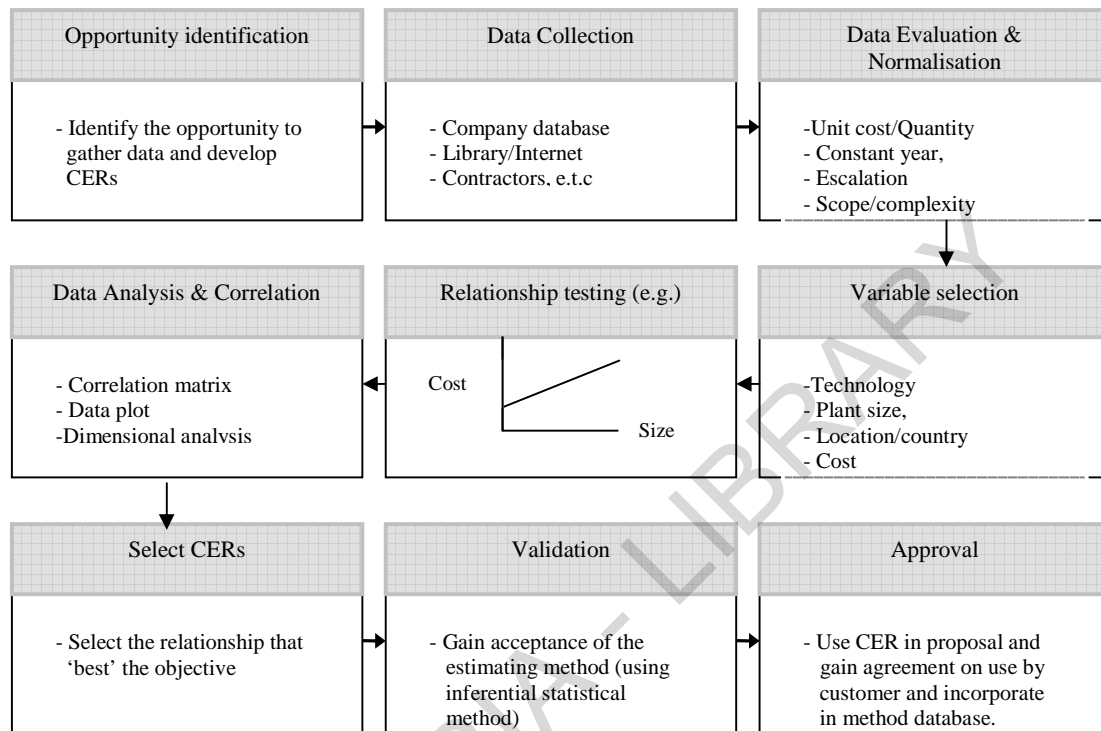 Opportunity identification
- Identify the opportunity to
gather data and develop
CERs
Data Collection
- Company database
- Library/Internet
- Contractors, e.t.c
Data Evaluation &
Normalisation
-Unit cost/Quantity
- Constant year,
- Escalation
- Scope/complexity
Variable selection
-Technology
- Plant size,
- Location/country
- Cost
Relationship testing (e.g.)
Cost
Size
Data Analysis & Correlation
- Correlation matrix
- Data plot
-Dimensional analysis
Select CERs
- Select the relationship that
‘best’ the objective
Validation
- Gain acceptance of the
estimating method (using
inferential statistical
method)
Approval
- Use CER in proposal and
gain agreement on use by
customer and incorporate
in method database.
- LIBRARY